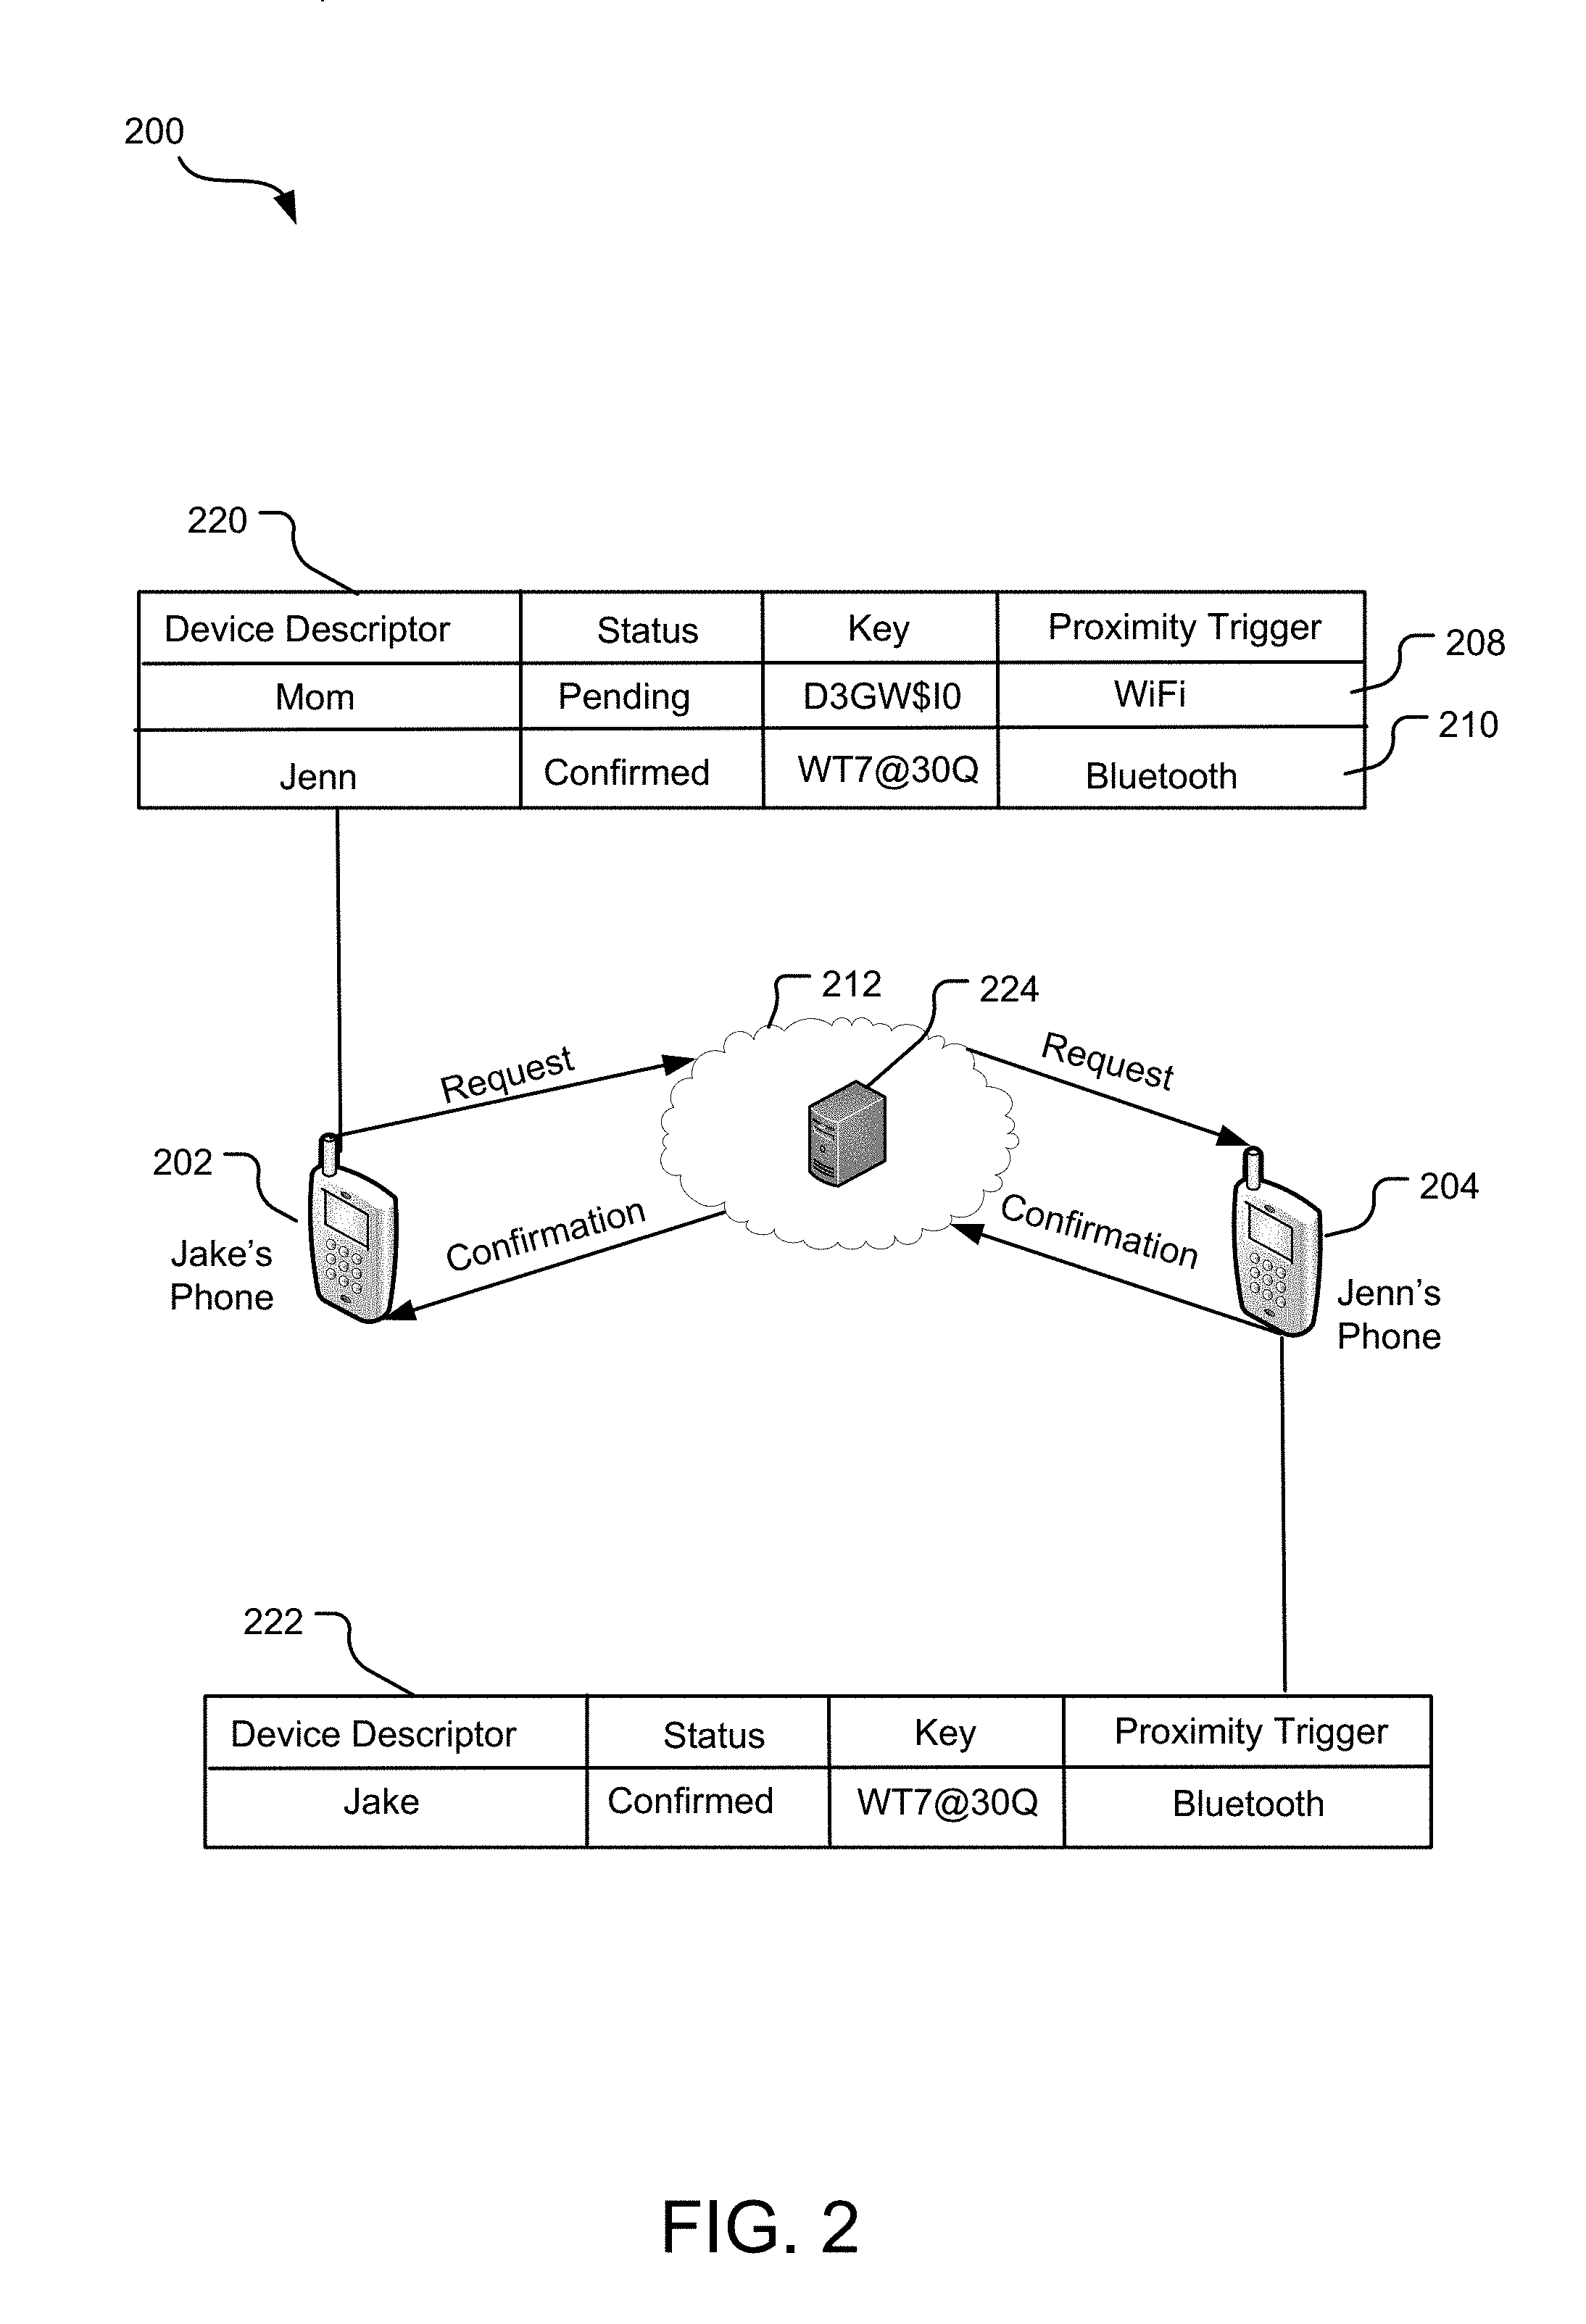 200
220
Device Descriptor Status Key Proximity Trigger
208
Mom Pending D3GW$I0 WiFi
210
Jenn Confirmed WT7@30Q Bluetooth
212
224
Request
Request
202
204
Confirmation
Confirmation
Jake's
Phone
Jenn's
Phone
222
Device Descriptor Status Key Proximity Trigger
Jake Confirmed WT7@30Q Bluetooth
FIG. 2